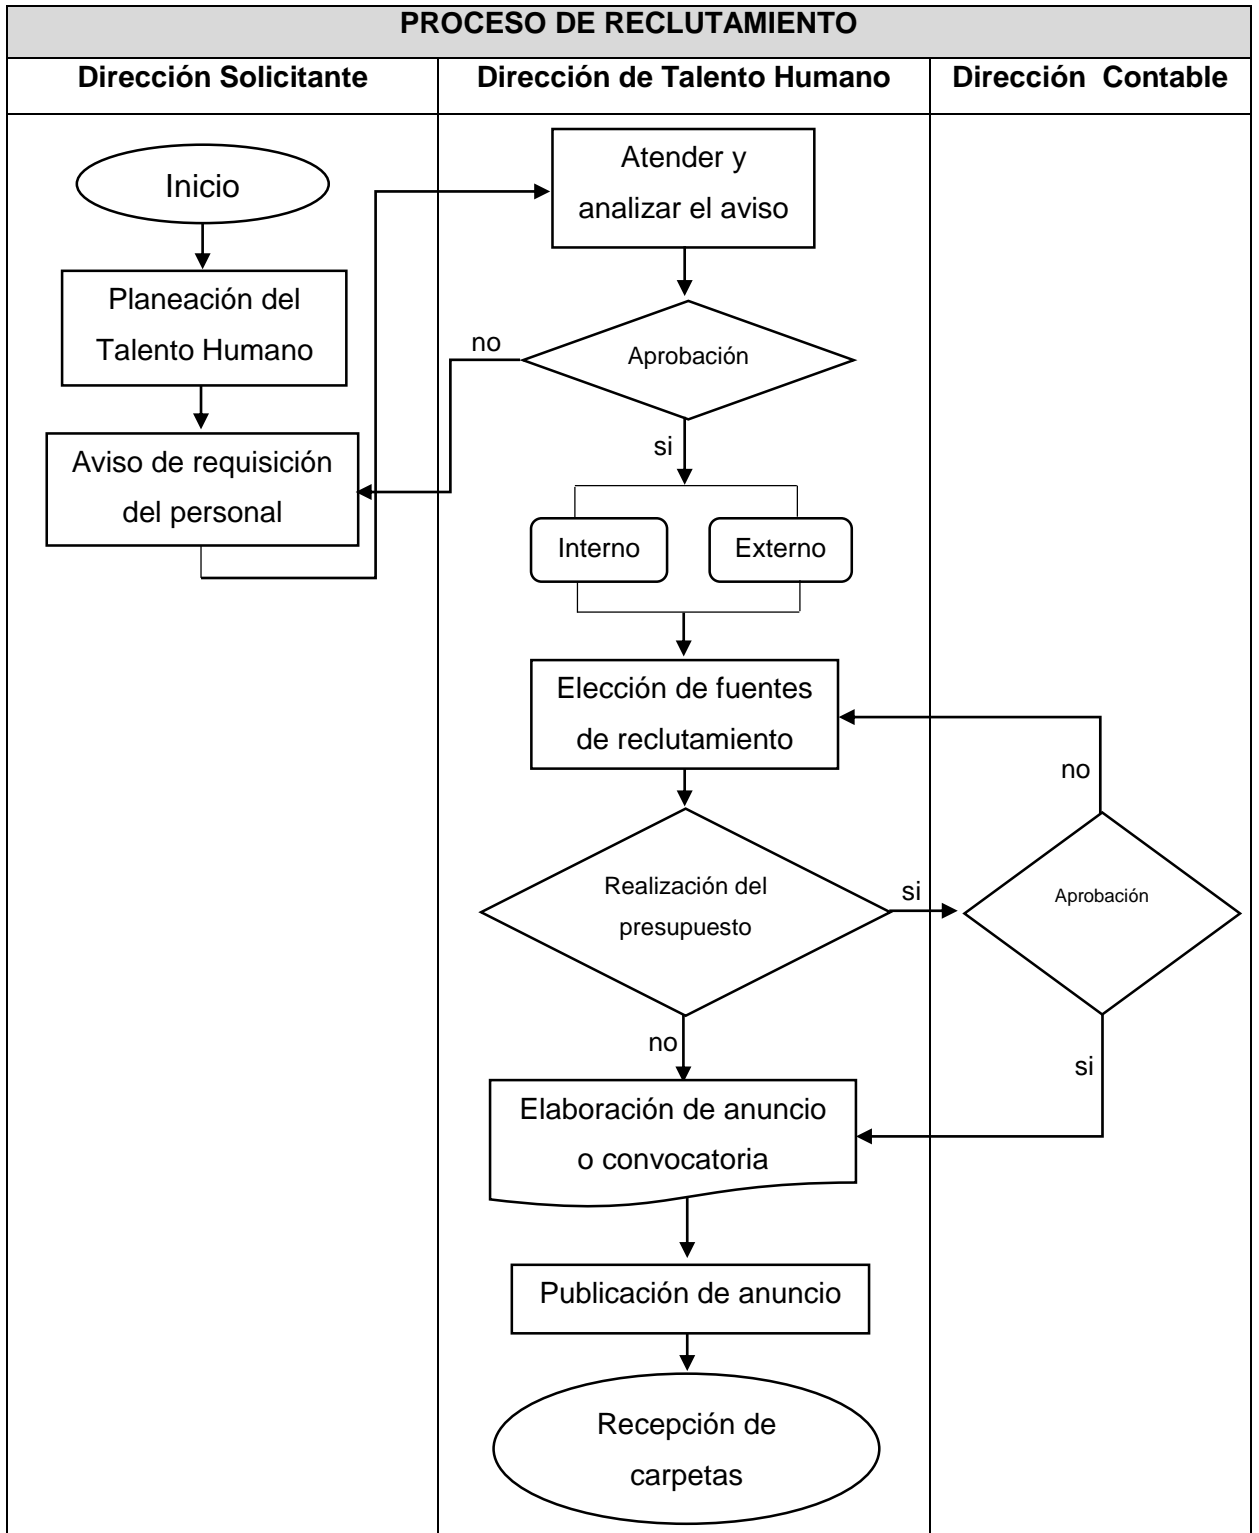 PROCESO DE RECLUTAMIENTO
Dirección Solicitante
Dirección de Talento Humano
Dirección Contable
Inicio
Planeación del
Talento Humano
Aviso de requisición
del personal
Atender y
analizar el aviso
Aprobación
no
si
Interno
Externo
Elección de fuentes
de reclutamiento
Realización del
presupuesto
si
no
Aprobación
no
si
Elaboración de anuncio
o convocatoria
Publicación de anuncio
Recepción de
carpetas